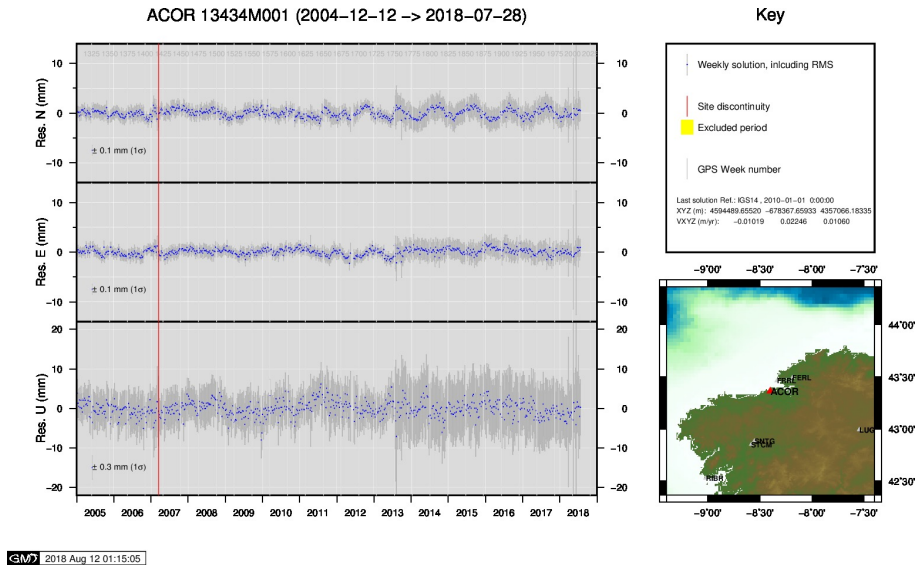 ACOR 13434M001 (2004−12−12 −> 2018−07−28)
Key
Res. N (mm)
10
0
−10
10
0
−10
± 0.1 mm (1σ)
Res. E (mm)
10
0
−10
10
0
−10
± 0.1 mm (1σ)
Res. U (mm)
20
10
0
−10
−20
20
10
0
−10
−20
± 0.3 mm (1σ)
2005 2006 2007 2008 2009 2010 2011 2012 2013 2014 2015 2016 2017 2018
Weekly solution, inlcuding RMS
Site discontinuity
Excluded period
GPS Week number
Last solution Ref.: IGS14 , 2010−01−01 0:00:00
XYZ (m): 4594489.65520 −678367.65933 4357066.18335
VXYZ (m/yr): −0.01019 0.02246 0.01060
−9˚00' −8˚30' −8˚00' −7˚30'
44˚00'
43˚30'
43˚00'
42˚30'
FERL
ACOR
LUG
SNTG
STCM
RIBR
−9˚00' −8˚30' −8˚00' −7˚30'
GMT 2018 Aug 12 01:15:05